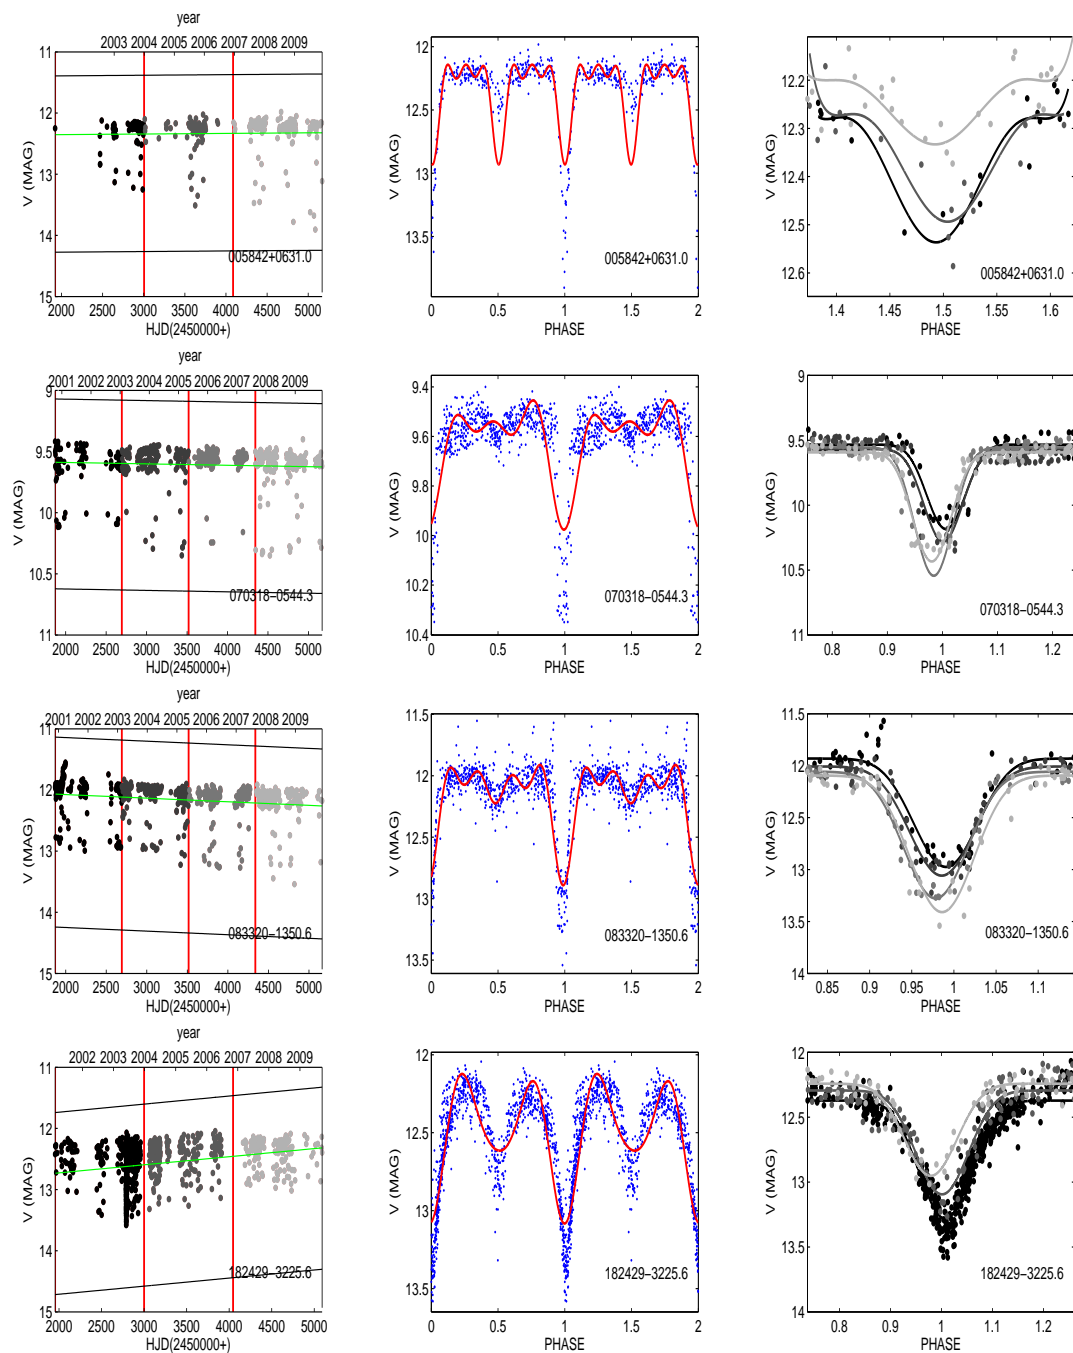 year
2003 2004 2005 2006 2007 2008 2009
11
12
13
14
15
V (MAG)
005842+0631.0
2000 2500 3000 3500 4000 4500 5000
HJD(2450000+)
12
12.5
13
13.5
V (MAG)
005842+0631.0
0 0.5 1 1.5 2
PHASE
12.2
12.3
12.4
12.5
12.6
V (MAG)
005842+0631.0
1.4 1.45 1.5 1.55 1.6
PHASE
year
2001 2002 2003 2004 2005 2006 2007 2008 2009
9
9.5
10
10.5
11
V (MAG)
070318−0544.3
2000 2500 3000 3500 4000 4500 5000
HJD(2450000+)
9.4
9.6
9.8
10
10.2
10.4
V (MAG)
070318−0544.3
0 0.5 1 1.5 2
PHASE
9
9.5
10
10.5
11
V (MAG)
070318−0544.3
0.8 0.9 1 1.1 1.2
PHASE
year
2001 2002 2003 2004 2005 2006 2007 2008 2009
11
12
13
14
15
V (MAG)
083320−1350.6
2000 2500 3000 3500 4000 4500 5000
HJD(2450000+)
11.5
12
12.5
13
13.5
V (MAG)
083320−1350.6
0 0.5 1 1.5 2
PHASE
11.5
12
12.5
13
13.5
14
V (MAG)
083320−1350.6
0.85 0.9 0.95 1 1.05 1.1
PHASE
year
2002 2003 2004 2005 2006 2007 2008 2009
11
12
13
14
15
V (MAG)
182429−3225.6
2000 2500 3000 3500 4000 4500 5000
HJD(2450000+)
12
12.5
13
13.5
V (MAG)
182429−3225.6
0 0.5 1 1.5 2
PHASE
12
12.5
13
13.5
14
V (MAG)
182429−3225.6
0.8 0.9 1 1.1 1.2
PHASE